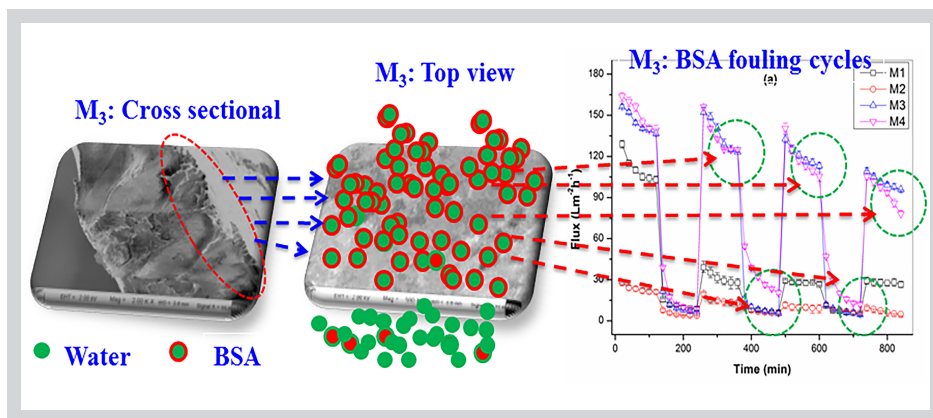 M3: Cross sectional
M3: Top view
M3: BSA fouling cycles
(a)
M1
M2
M3
M4
Flux (Lm-2h-1)
180
150
120
90
60
30
0
0 200 400 600 800
Time (min)
Water
BSA